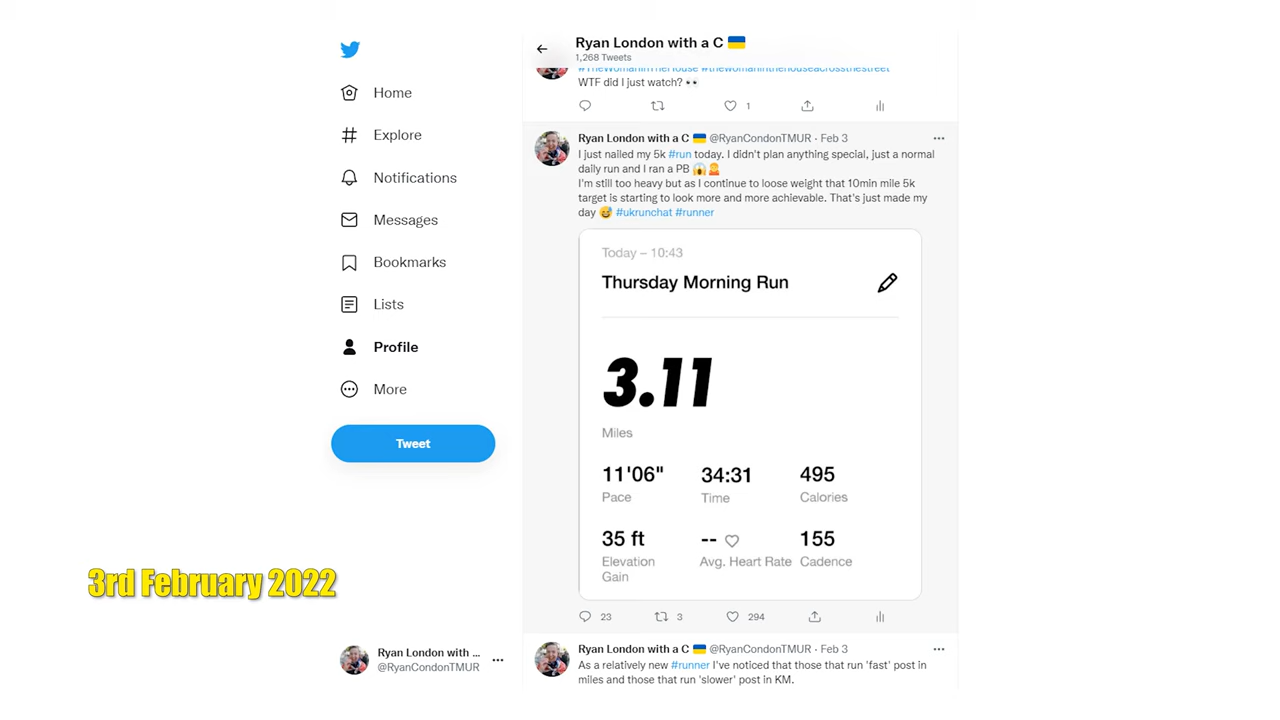 Ryan London with a C
1,268 Tweets
#TheWomanInTheHouse #thewomaninthehouseacrossthestreet
WTF did I just watch?
1
Home
Explore
Notifications
Messages
Bookmarks
Lists
Profile
More
Tweet
Ryan London with a C @RyanCondonTMUR · Feb 3
I just nailed my 5k #run today. I didn't plan anything special, just a normal
daily run and I ran a PB 😱🤷
I'm still too heavy but as I continue to loose weight that 10min mile 5k
target is starting to look more and more achievable. That's just made my
day 😅 #ukrunchat #runner
Today – 10:43
Thursday Morning Run
3.11
Miles
11'06" 34:31 495
Pace Time Calories
35 ft -- 155
Elevation Gain Avg. Heart Rate Cadence
23 3 294
3rd February 2022
Ryan London with ...
@RyanCondonTMUR
Ryan London with a C @RyanCondonTMUR · Feb 3
As a relatively new #runner I've noticed that those that run 'fast' post in
miles and those that run 'slower' post in KM.